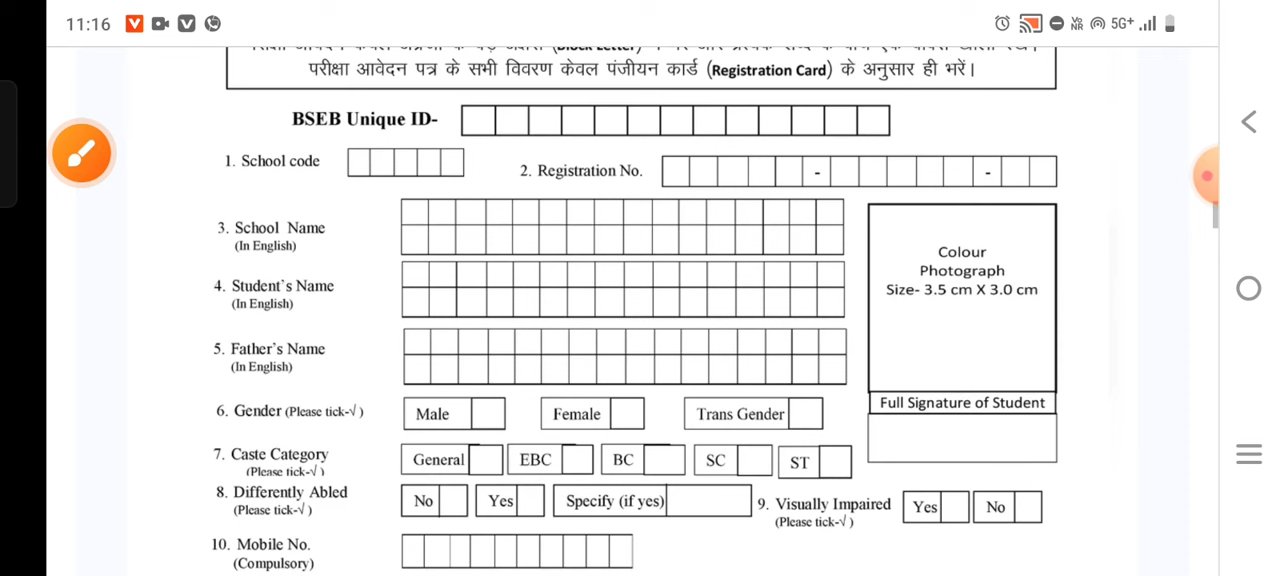 11:16
VoNR 5G+
(Block Letter)
परीक्षा आवेदन पत्र के सभी विवरण केवल पंजीयन कार्ड (Registration Card) के अनुसार ही भरें।
BSEB Unique ID-
1. School code
2. Registration No. - -
3. School Name
(In English)
Colour
Photograph
Size- 3.5 cm X 3.0 cm
4. Student's Name
(In English)
5. Father's Name
(In English)
Full Signature of Student
6. Gender (Please tick-√ ) Male Female Trans Gender
7. Caste Category
(Please tick-√ )
General EBC BC SC ST
8. Differently Abled
(Please tick-√ )
No Yes Specify (if yes)
9. Visually Impaired
(Please tick-√ )
Yes No
10. Mobile No.
(Compulsory)